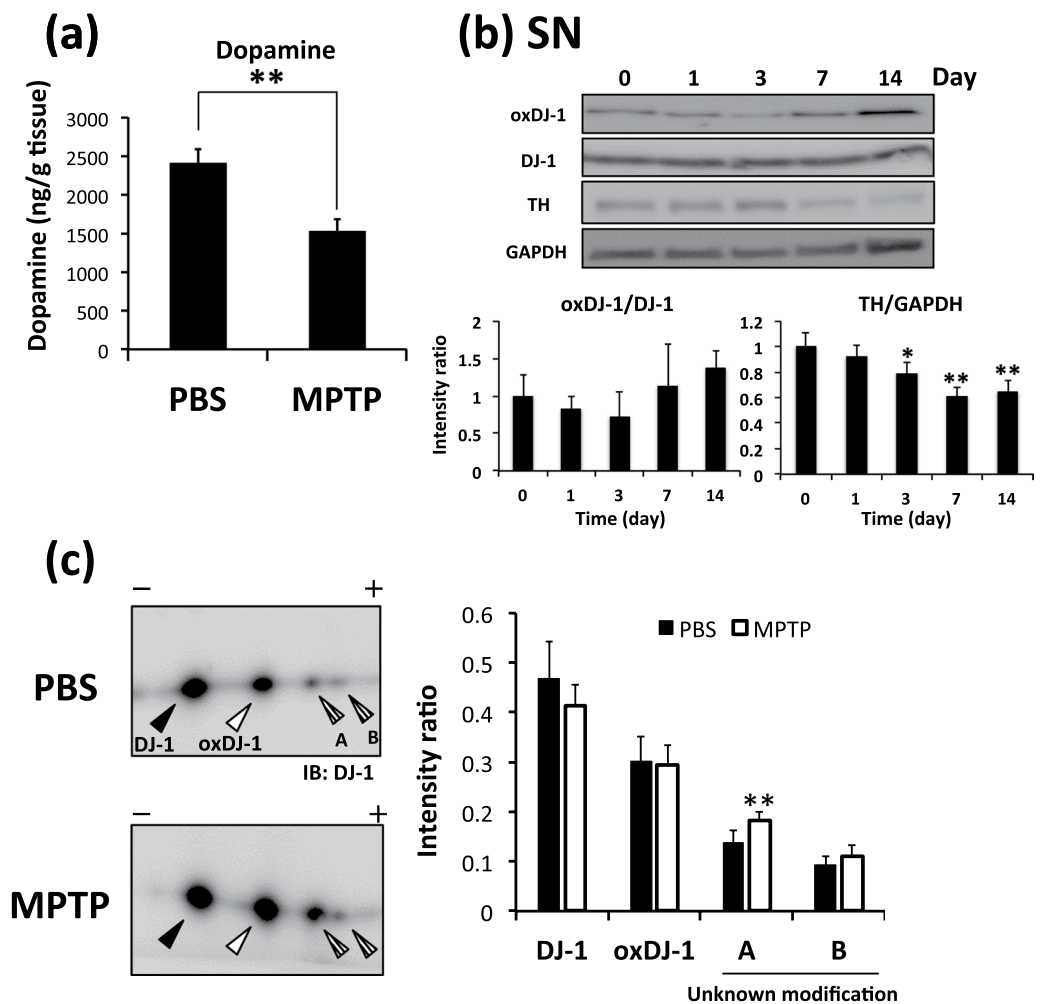 (a)
Dopamine
**
Dopamine (ng/g tissue)
3000
2500
2000
1500
1000
500
0
PBS MPTP
(b) SN
0 1 3 7 14 Day
oxDJ-1
DJ-1
TH
GAPDH
oxDJ-1/DJ-1
Intensity ratio
2
1.5
1
0.5
0
0 1 3 7 14
Time (day)
TH/GAPDH
1.2
1
0.8
0.6
0.4
0.2
0
* ** **
0 1 3 7 14
Time (day)
(c)
− +
PBS
DJ-1 oxDJ-1 A B
IB: DJ-1
− +
MPTP
Intensity ratio
0.6
0.5
0.4
0.3
0.2
0.1
0
PBS MPTP
**
DJ-1 oxDJ-1 A B
Unknown modification